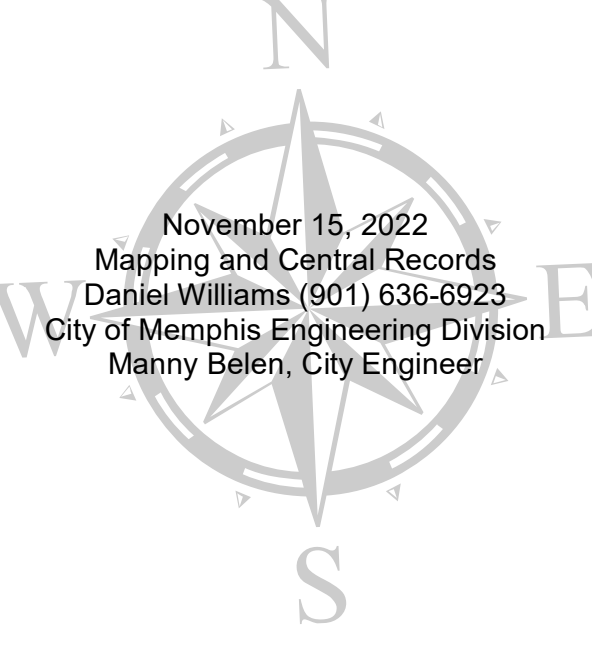 N
November 15, 2022
Mapping and Central Records
W Daniel Williams (901) 636-6923 E
City of Memphis Engineering Division
Manny Belen, City Engineer
S